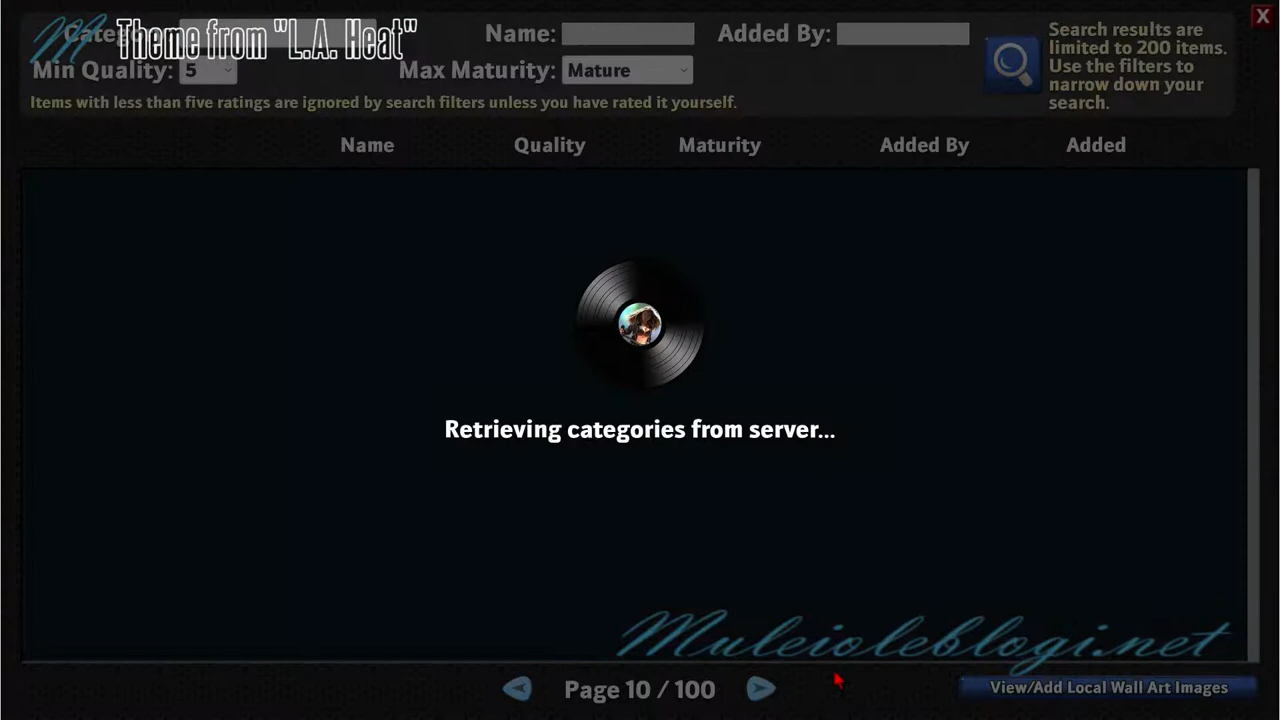 M Theme from "L.A. Heat"
Name:
Added By:
Min Quality: 5
Max Maturity: Mature
Items with less than five ratings are ignored by search filters unless you have rated it yourself.
Search results are
limited to 200 items.
Use the filters to
narrow down your
search.
X
Name Quality Maturity Added By Added
Retrieving categories from server...
Muleioleblogi.net
Page 10 / 100
View/Add Local Wall Art Images